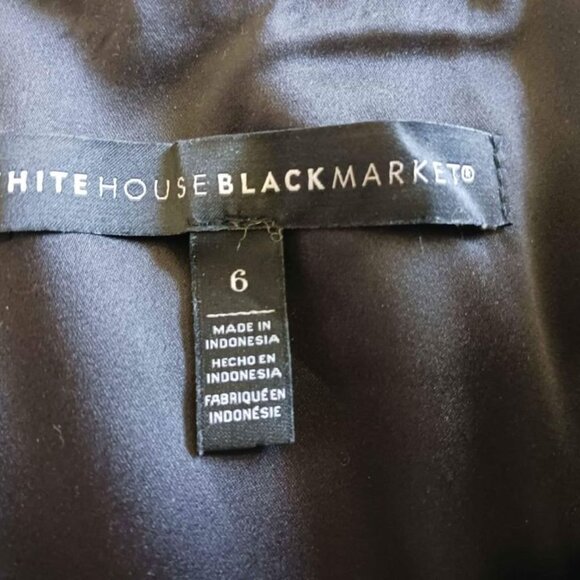 HITEHOUSEBLACKMARKET®
6
MADE IN
INDONESIA
HECHO EN
INDONESIA
FABRIQUÉ EN
INDONÉSIE